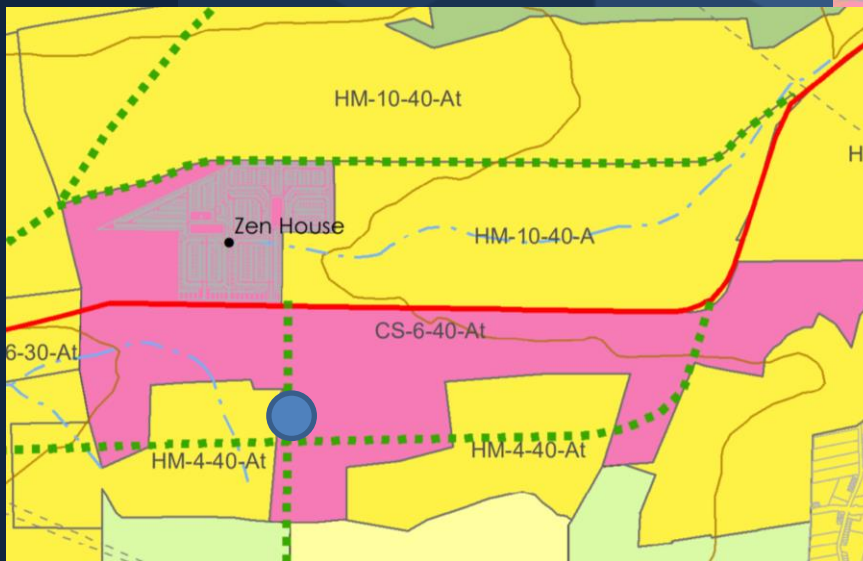 HM-10-40-At
H
Zen House
HM-10-40-A
CS-6-40-At
6-30-At
HM-4-40-At
HM-4-40-At